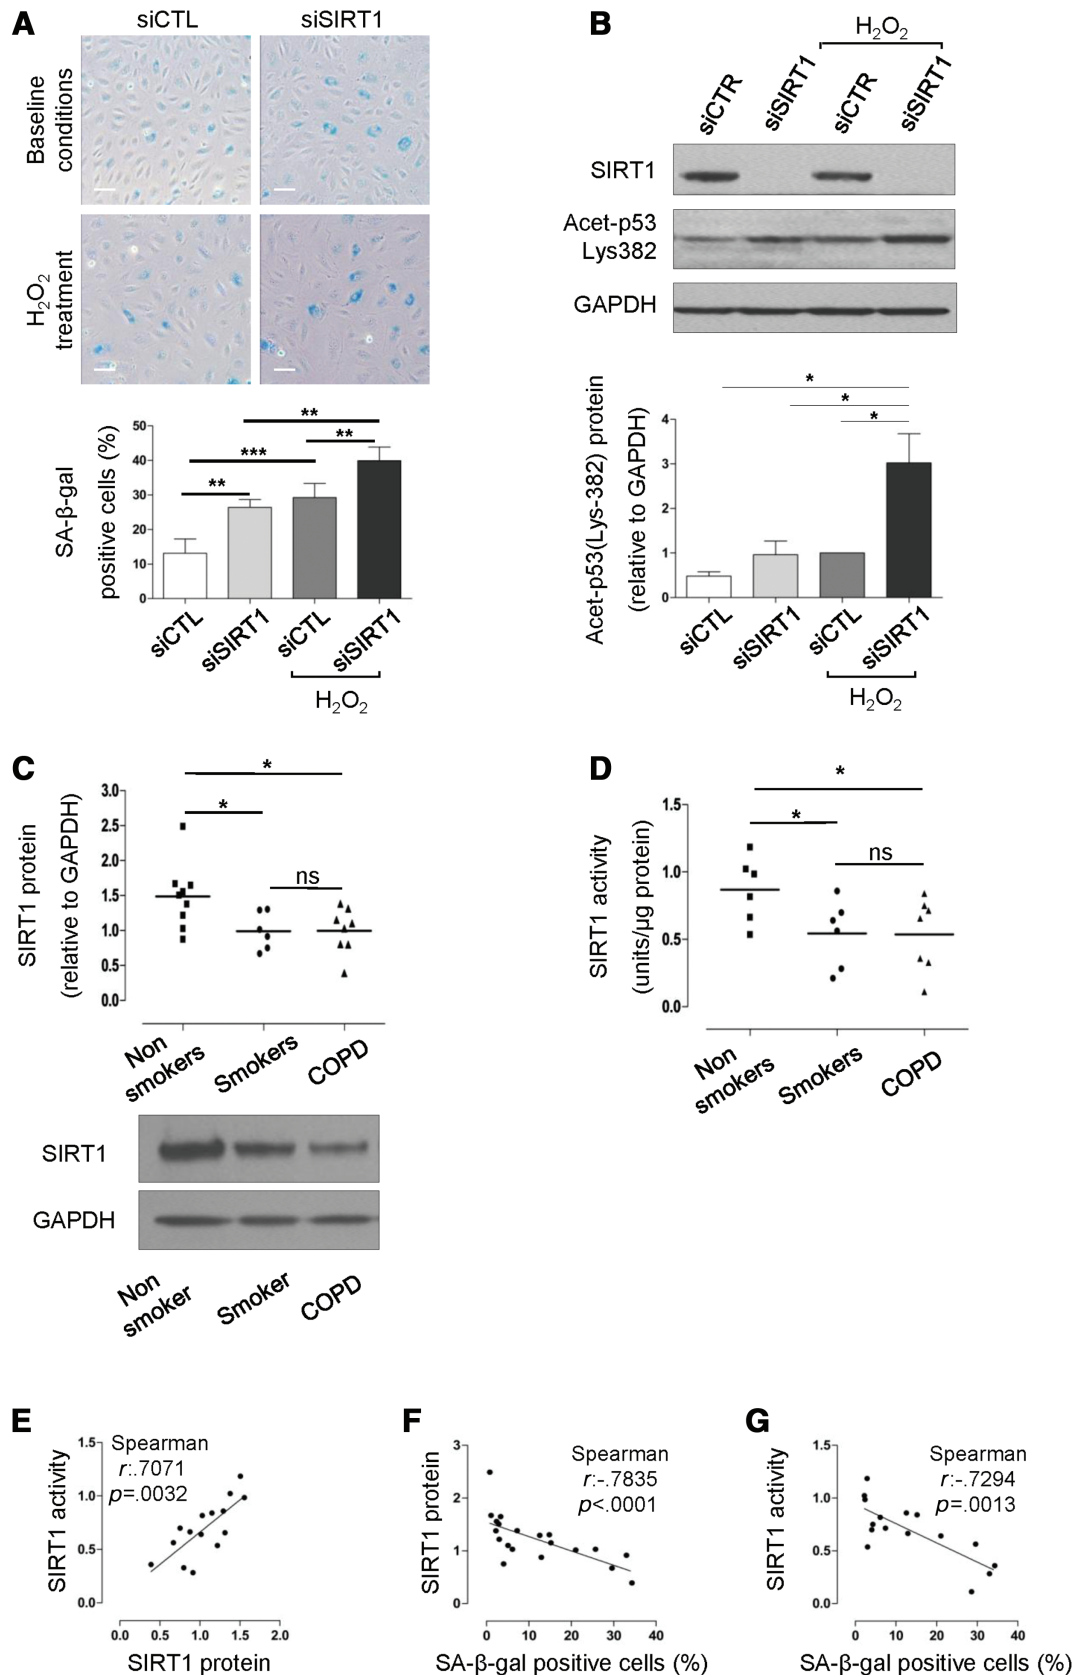 A
siCTL
siSIRT1
Baseline
conditions
H2O2
treatment
SA-β-gal
positive cells (%)
50
40
30
20
10
0
**
***
**
**
siCTL
siSIRT1
siCTL
siSIRT1
H2O2
B
H2O2
siCTR
siSIRT1
siCTR
siSIRT1
SIRT1
Acet-p53
Lys382
GAPDH
Acet-p53(Lys-382) protein
(relative to GAPDH)
4
3
2
1
0
*
*
*
siCTL
siSIRT1
siCTL
siSIRT1
H2O2
C
SIRT1 protein
(relative to GAPDH)
3.0
2.5
2.0
1.5
1.0
0.5
0.0
*
*
ns
Non
smokers
Smokers
COPD
SIRT1
GAPDH
Non
smoker
Smoker
COPD
D
SIRT1 activity
(units/µg protein)
1.5
1.0
0.5
0.0
*
*
ns
Non
smokers
Smokers
COPD
E
SIRT1 activity
1.5
1.0
0.5
0.0
Spearman
r:.7071
p=.0032
0.0 0.5 1.0 1.5 2.0
SIRT1 protein
F
SIRT1 protein
3
2
1
0
Spearman
r:-.7835
p<.0001
0 10 20 30 40
SA-β-gal positive cells (%)
G
SIRT1 activity
1.5
1.0
0.5
0.0
Spearman
r:-.7294
p=.0013
0 10 20 30 40
SA-β-gal positive cells (%)